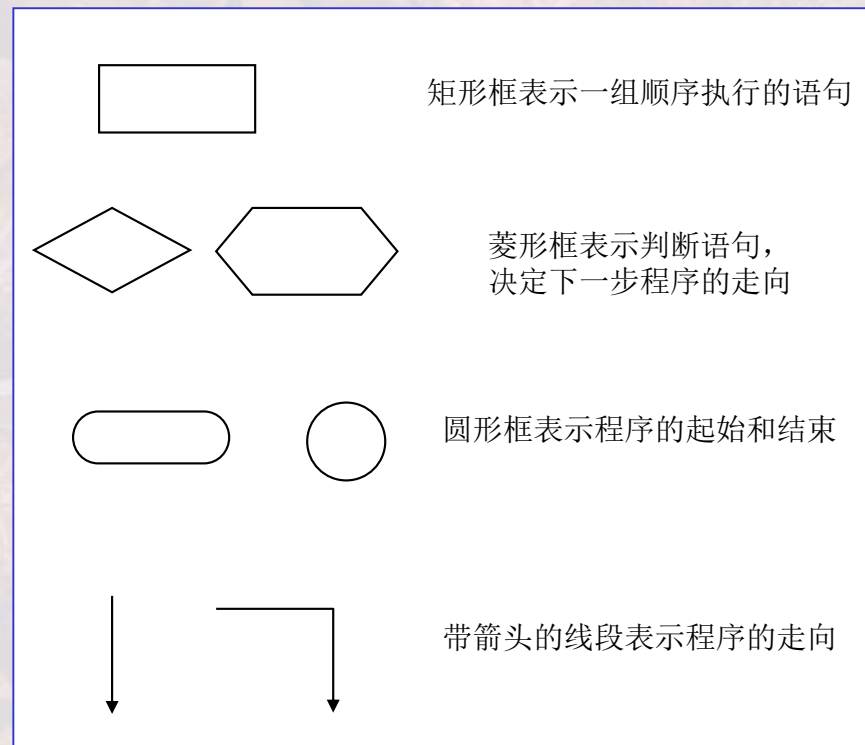 矩形框表示一组顺序执行的语句
菱形框表示判断语句，
决定下一步程序的走向
圆形框表示程序的起始和结束
带箭头的线段表示程序的走向